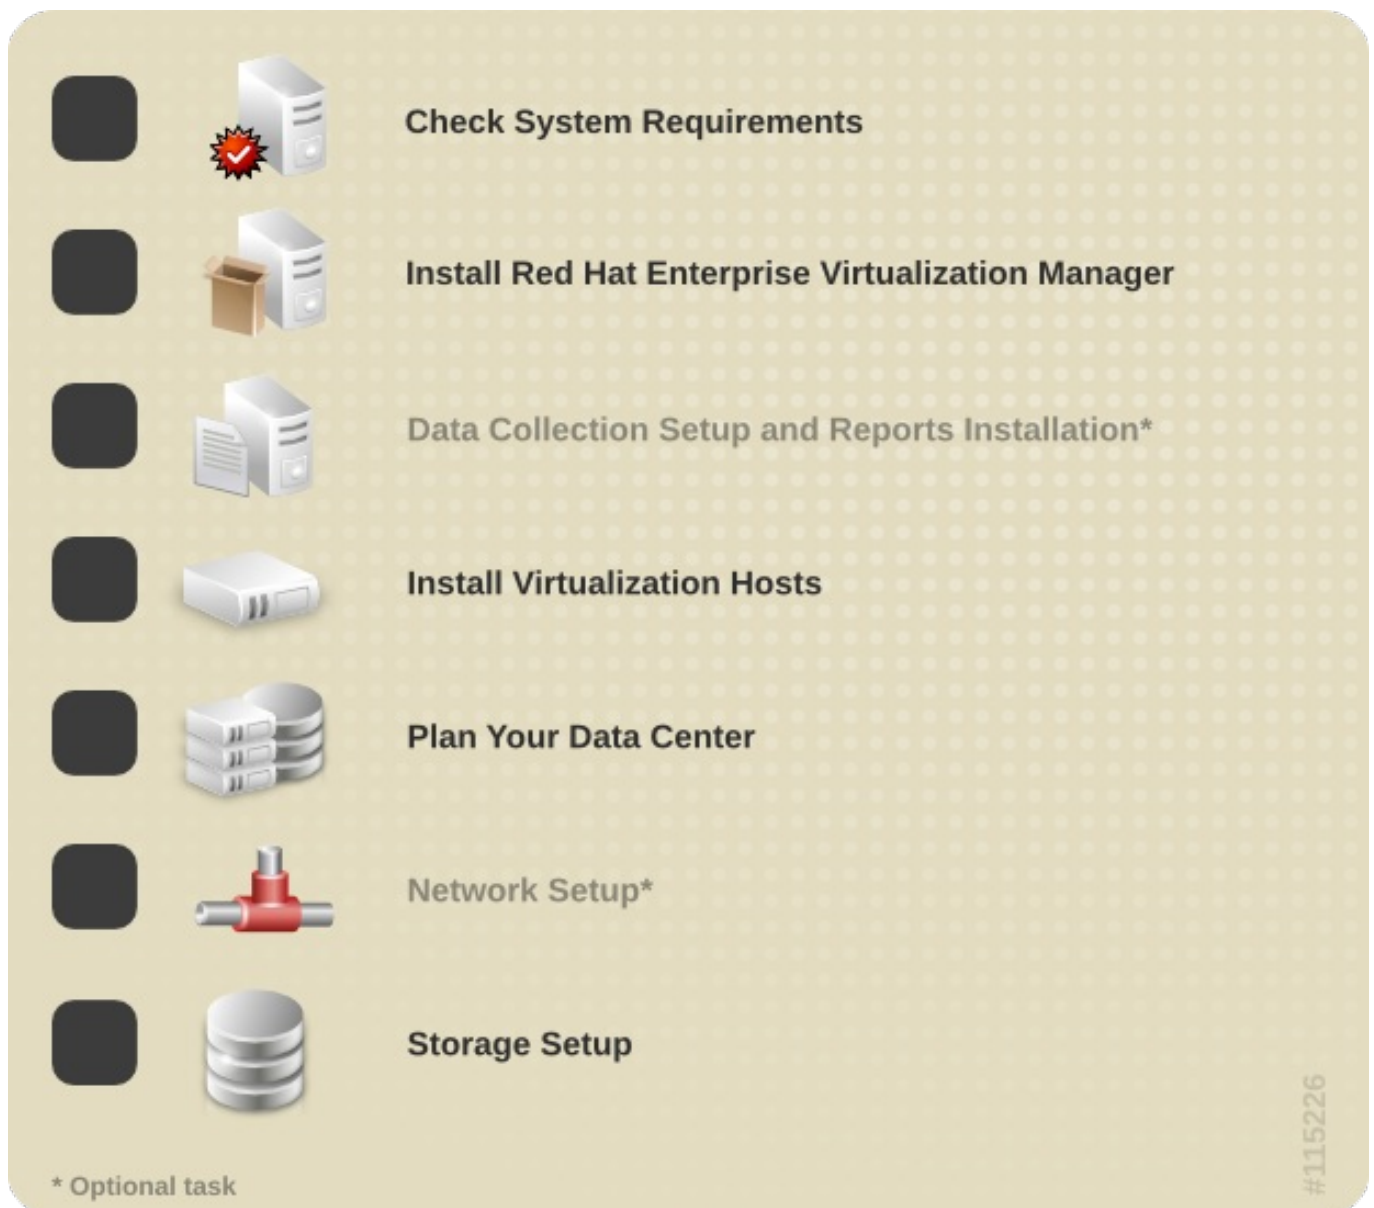 Check System Requirements
Install Red Hat Enterprise Virtualization Manager
Data Collection Setup and Reports Installation*
Install Virtualization Hosts
Plan Your Data Center
Network Setup*
Storage Setup
#115226
* Optional task